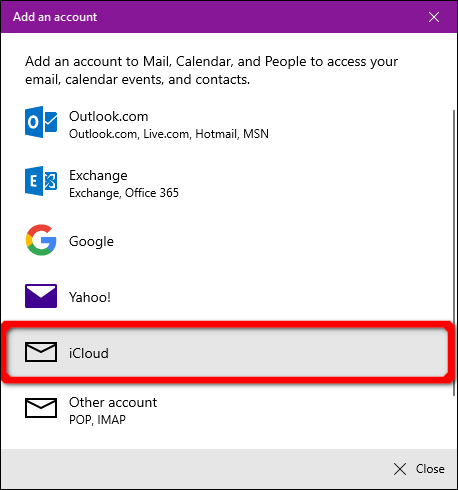 Add an account
Add an account to Mail, Calendar, and People to access your
email, calendar events, and contacts.
Outlook.com
Outlook.com, Live.com, Hotmail, MSN
Exchange
Exchange, Office 365
Google
Yahoo!
iCloud
Other account
POP, IMAP
Close